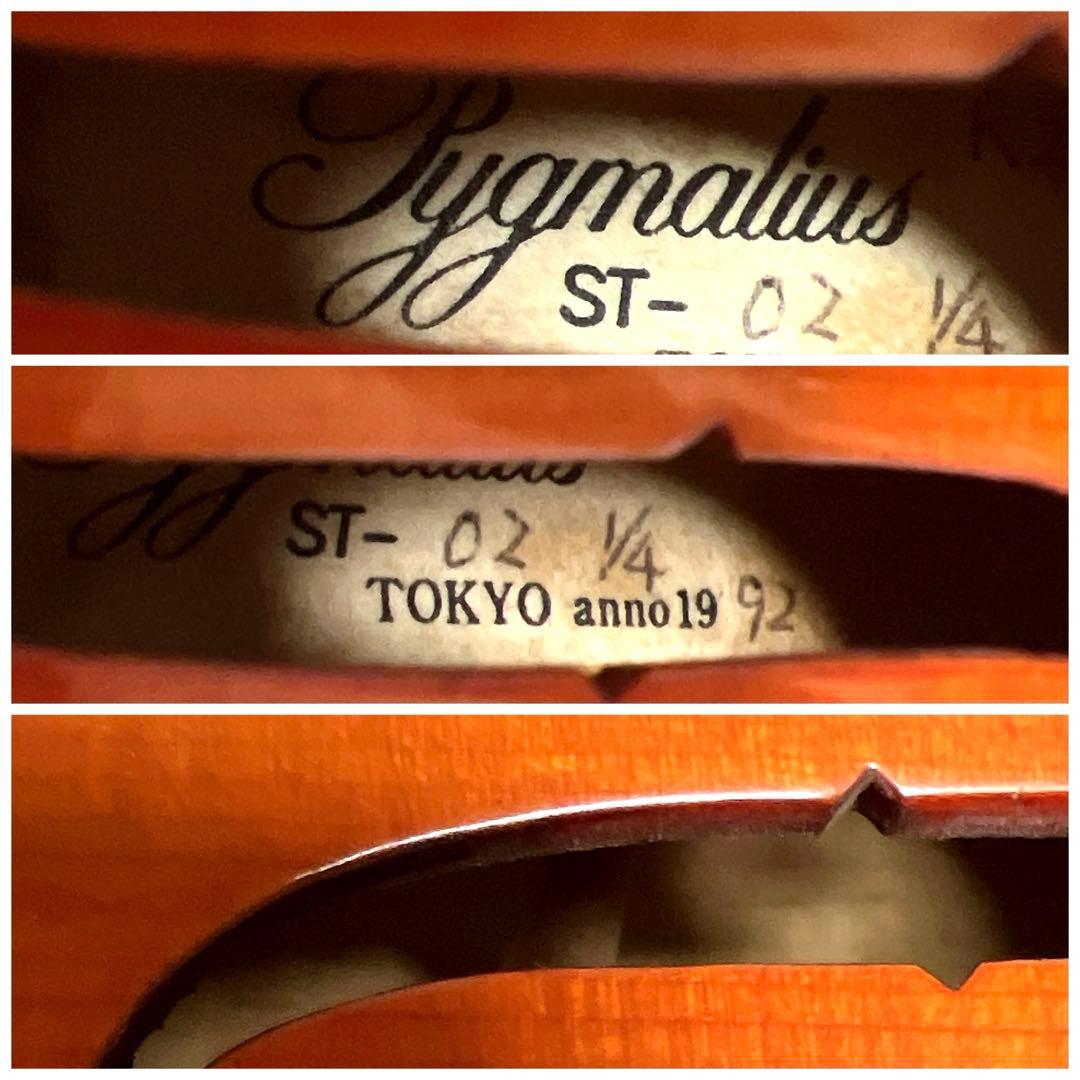 Pygmalius
ST- 02 1/4
ST- 02 1/4
TOKYO anno 19 92